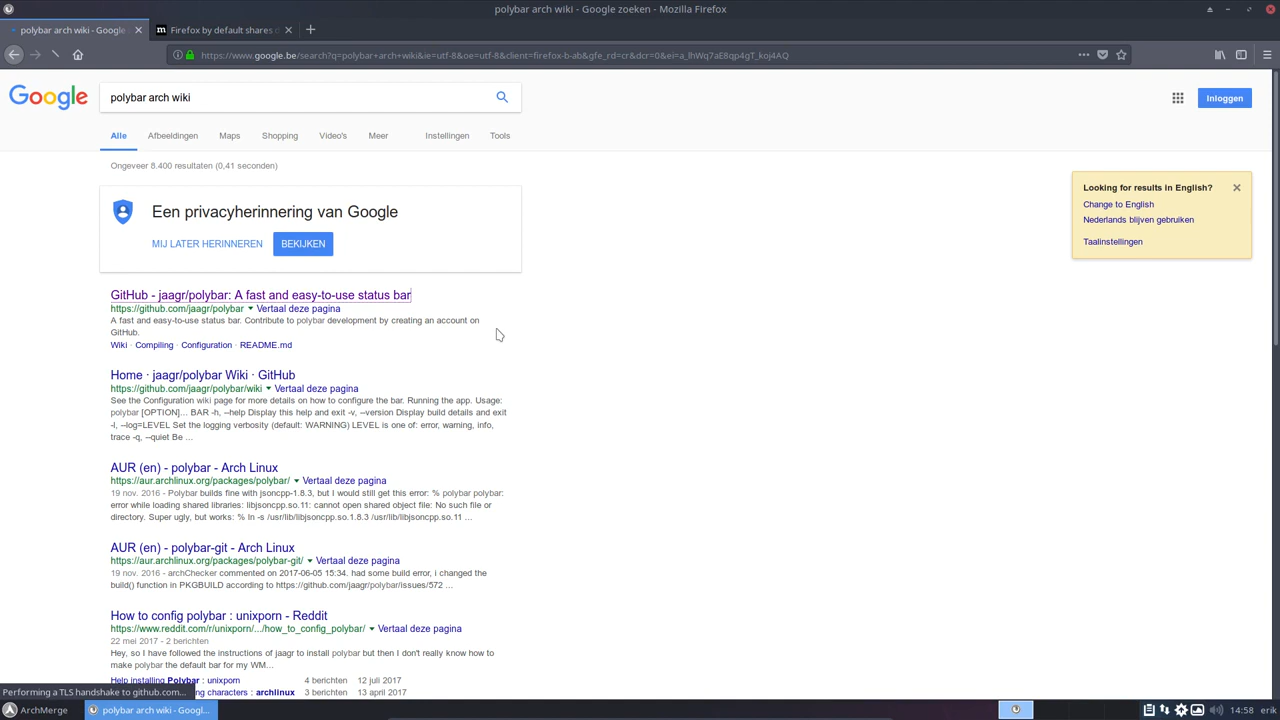 polybar arch wiki - Google zoeken - Mozilla Firefox
polybar arch wiki - Google
Firefox by default shares d
https://www.google.be/search?q=polybar+arch+wiki&ie=utf-8&oe=utf-8&client=firefox-b-ab&gfe_rd=cr&dcr=0&ei=a_lhWq7aE8qp4gT_koj4AQ
Google
polybar arch wiki
Inloggen
Alle
Afbeeldingen
Maps
Shopping
Video's
Meer
Instellingen
Tools
Ongeveer 8.400 resultaten (0,41 seconden)
Een privacyherinnering van Google
MIJ LATER HERINNEREN
BEKIJKEN
Looking for results in English?
Change to English
Nederlands blijven gebruiken
Taalinstellingen
GitHub - jaagr/polybar: A fast and easy-to-use status bar
https://github.com/jaagr/polybar Vertaal deze pagina
A fast and easy-to-use status bar. Contribute to polybar development by creating an account on
GitHub.
Wiki · Compiling · Configuration · README.md
Home · jaagr/polybar Wiki · GitHub
https://github.com/jaagr/polybar/wiki Vertaal deze pagina
See the Configuration wiki page for more details on how to configure the bar. Running the app. Usage:
polybar [OPTION]... BAR -h, --help Display this help and exit -v, --version Display build details and exit
-l, --log=LEVEL Set the logging verbosity (default: WARNING) LEVEL is one of: error, warning, info,
trace -q, --quiet Be ...
AUR (en) - polybar - Arch Linux
https://aur.archlinux.org/packages/polybar/ Vertaal deze pagina
19 nov. 2016 - Polybar builds fine with jsoncpp-1.8.3, but I would still get this error: % polybar polybar:
error while loading shared libraries: libjsoncpp.so.11: cannot open shared object file: No such file or
directory. Super ugly, but works: % ln -s /usr/lib/libjsoncpp.so.1.8.3 /usr/lib/libjsoncpp.so.11 ...
AUR (en) - polybar-git - Arch Linux
https://aur.archlinux.org/packages/polybar-git/ Vertaal deze pagina
19 nov. 2016 - archChecker commented on 2017-06-05 15:34. had some build error, i changed the
build() function in PKGBUILD according to https://github.com/jaagr/polybar/issues/572 ...
How to config polybar : unixporn - Reddit
https://www.reddit.com/r/unixporn/.../how_to_config_polybar/ Vertaal deze pagina
22 mei 2017 - 2 berichten
Hey, so I have followed the instructions of jaagr to install polybar but then I don't really know how to
make polybar the default bar for my WM...
Help installing Polybar : unixporn 4 berichten 12 juli 2017
ng characters : archlinux 3 berichten 13 april 2017
Performing a TLS handshake to github.com...
ArchMerge
polybar arch wiki - Googl...
14:58
erik